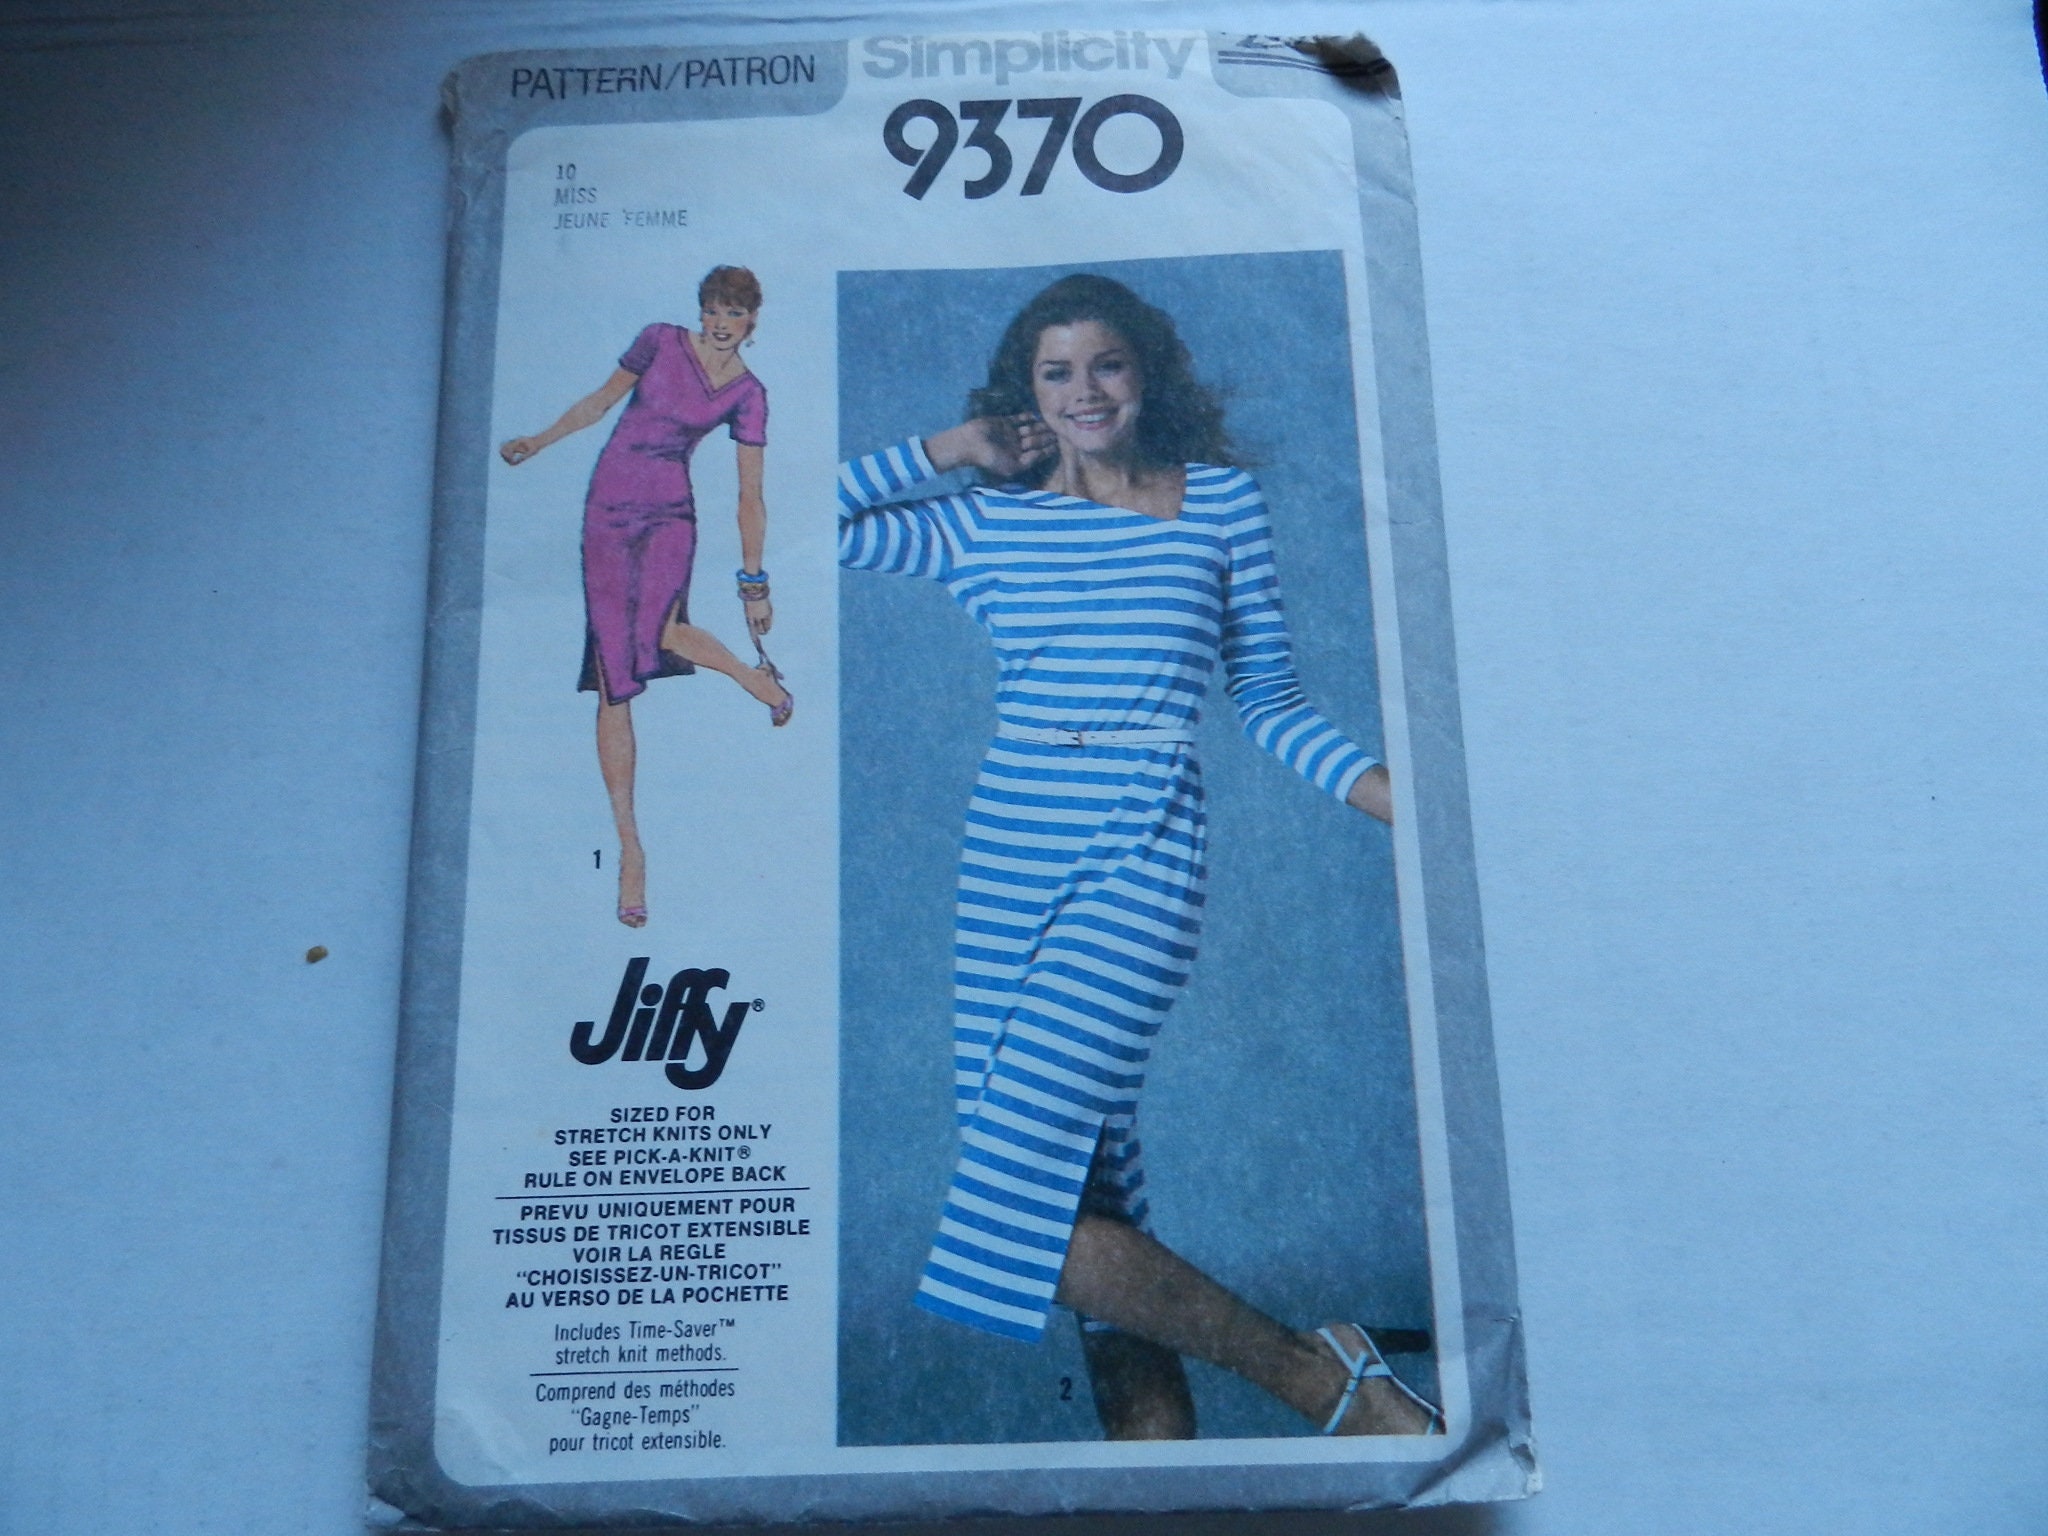 PATTERN/PATRON
Simplicity
9370
10
MISS
JEUNE FEMME
1
Jiffy®
SIZED FOR
STRETCH KNITS ONLY
SEE PICK-A-KNIT®
RULE ON ENVELOPE BACK
PREVU UNIQUEMENT POUR
TISSUS DE TRICOT EXTENSIBLE
VOIR LA REGLE
"CHOISISSEZ-UN-TRICOT"
AU VERSO DE LA POCHETTE
Includes Time-Saver™
stretch knit methods.
Comprend des méthodes
"Gagne-Temps"
pour tricot extensible.
2